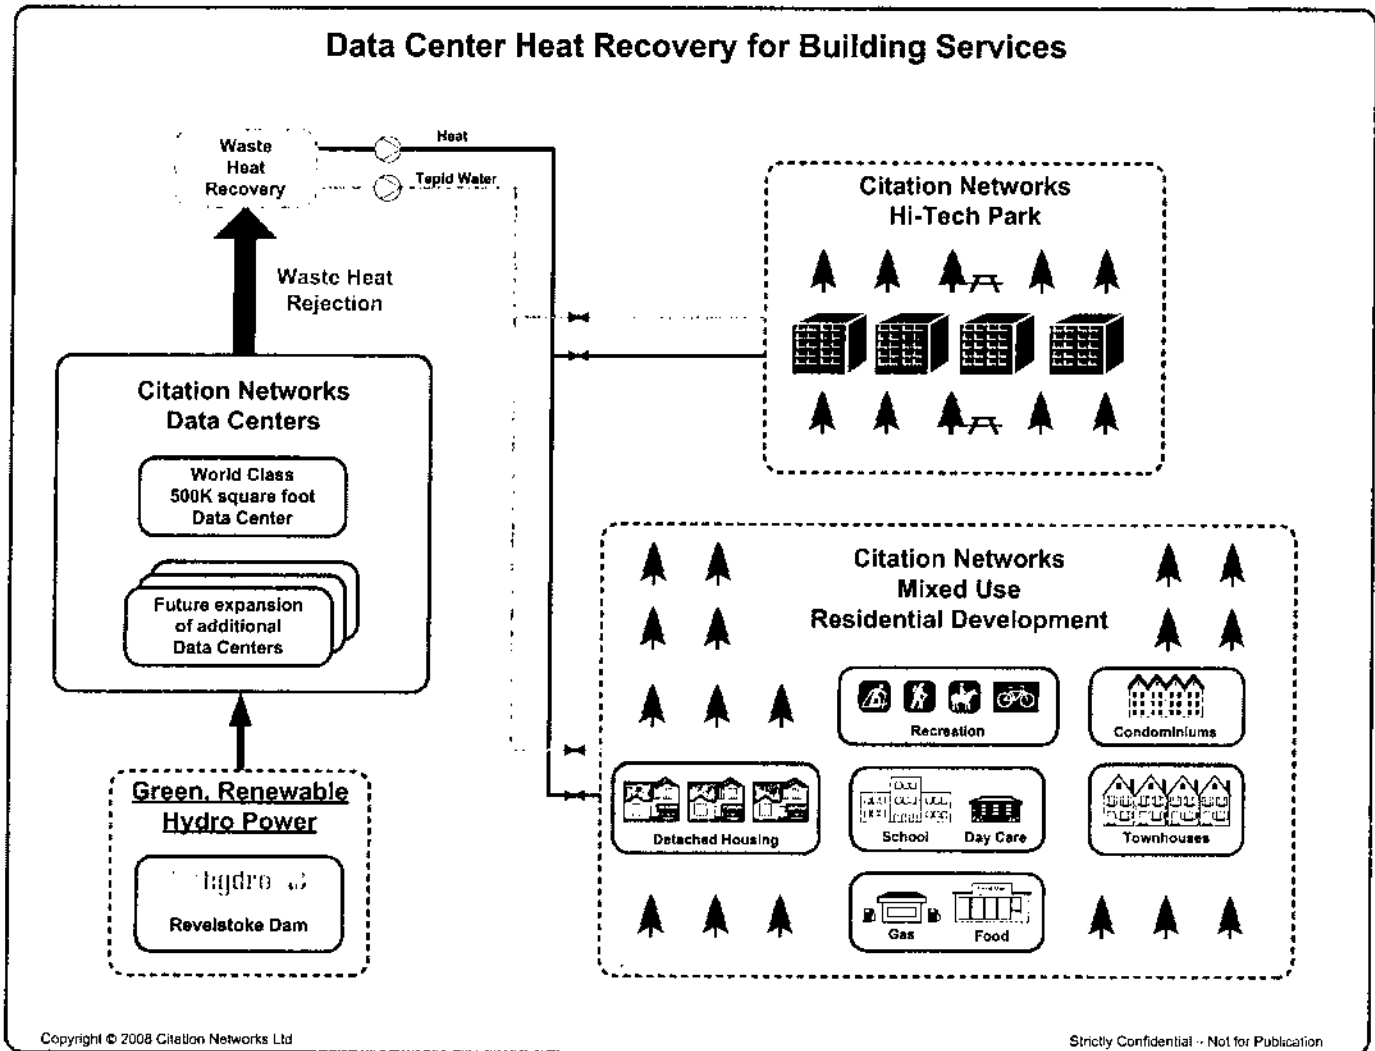 Data Center Heat Recovery for Building Services
Waste
Heat
Recovery
Heat
Tepid Water
Waste Heat
Rejection
Citation Networks
Hi-Tech Park
Citation Networks
Data Centers
World Class
500K square foot
Data Center
Future expansion
of additional
Data Centers
Citation Networks
Mixed Use
Residential Development
Recreation
Condominiums
Detached Housing
School
Day Care
Townhouses
Gas
Food
Green, Renewable
Hydro Power
hydro
Revelstoke Dam
Copyright © 2008 Citation Networks Ltd
Strictly Confidential -- Not for Publication